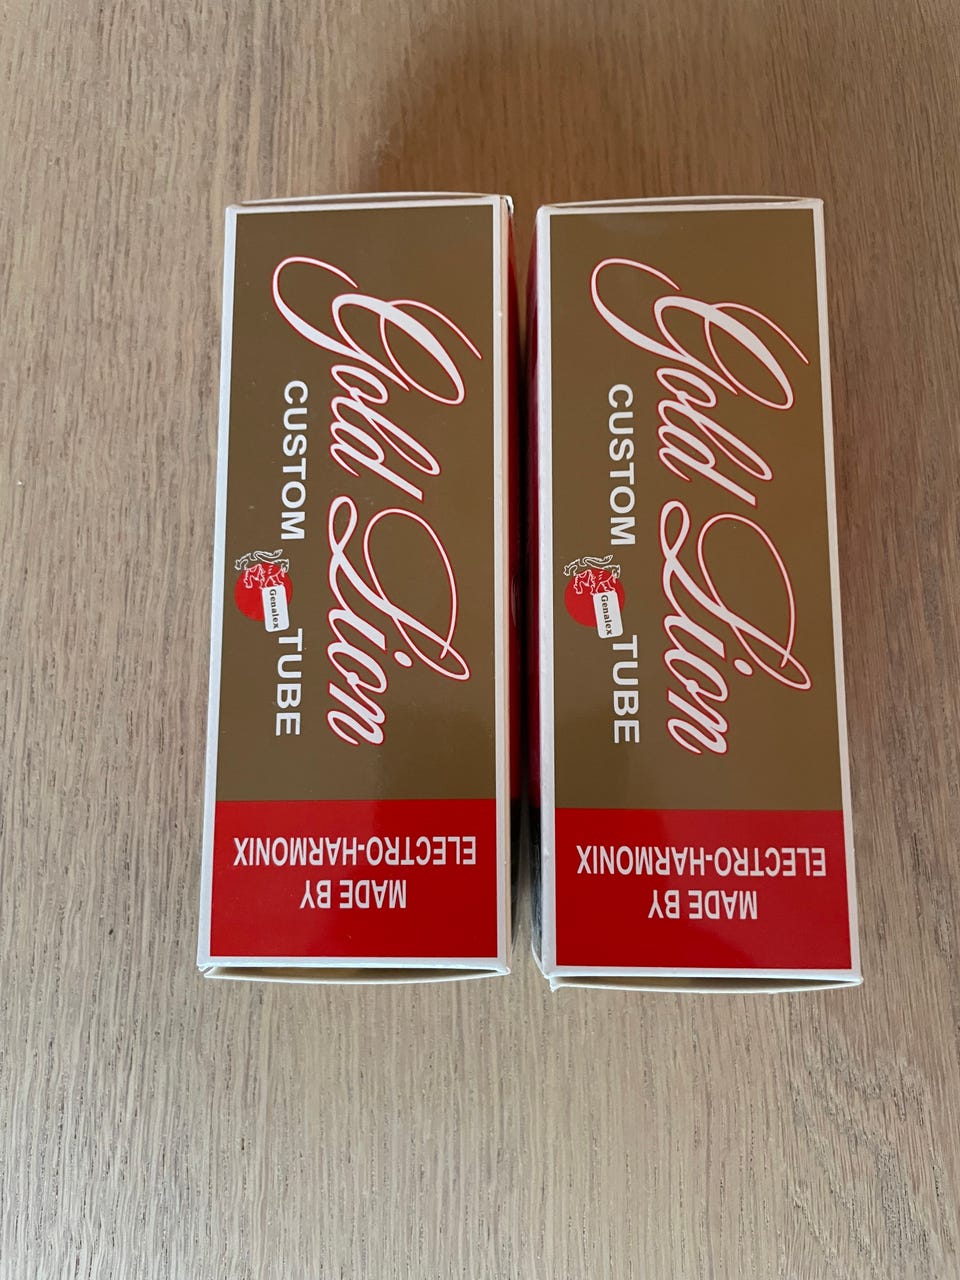 Gold Lion
CUSTOM TUBE
Genalex
MADE BY
ELECTRO-HARMONIX
Gold Lion
CUSTOM TUBE
Genalex
MADE BY
ELECTRO-HARMONIX